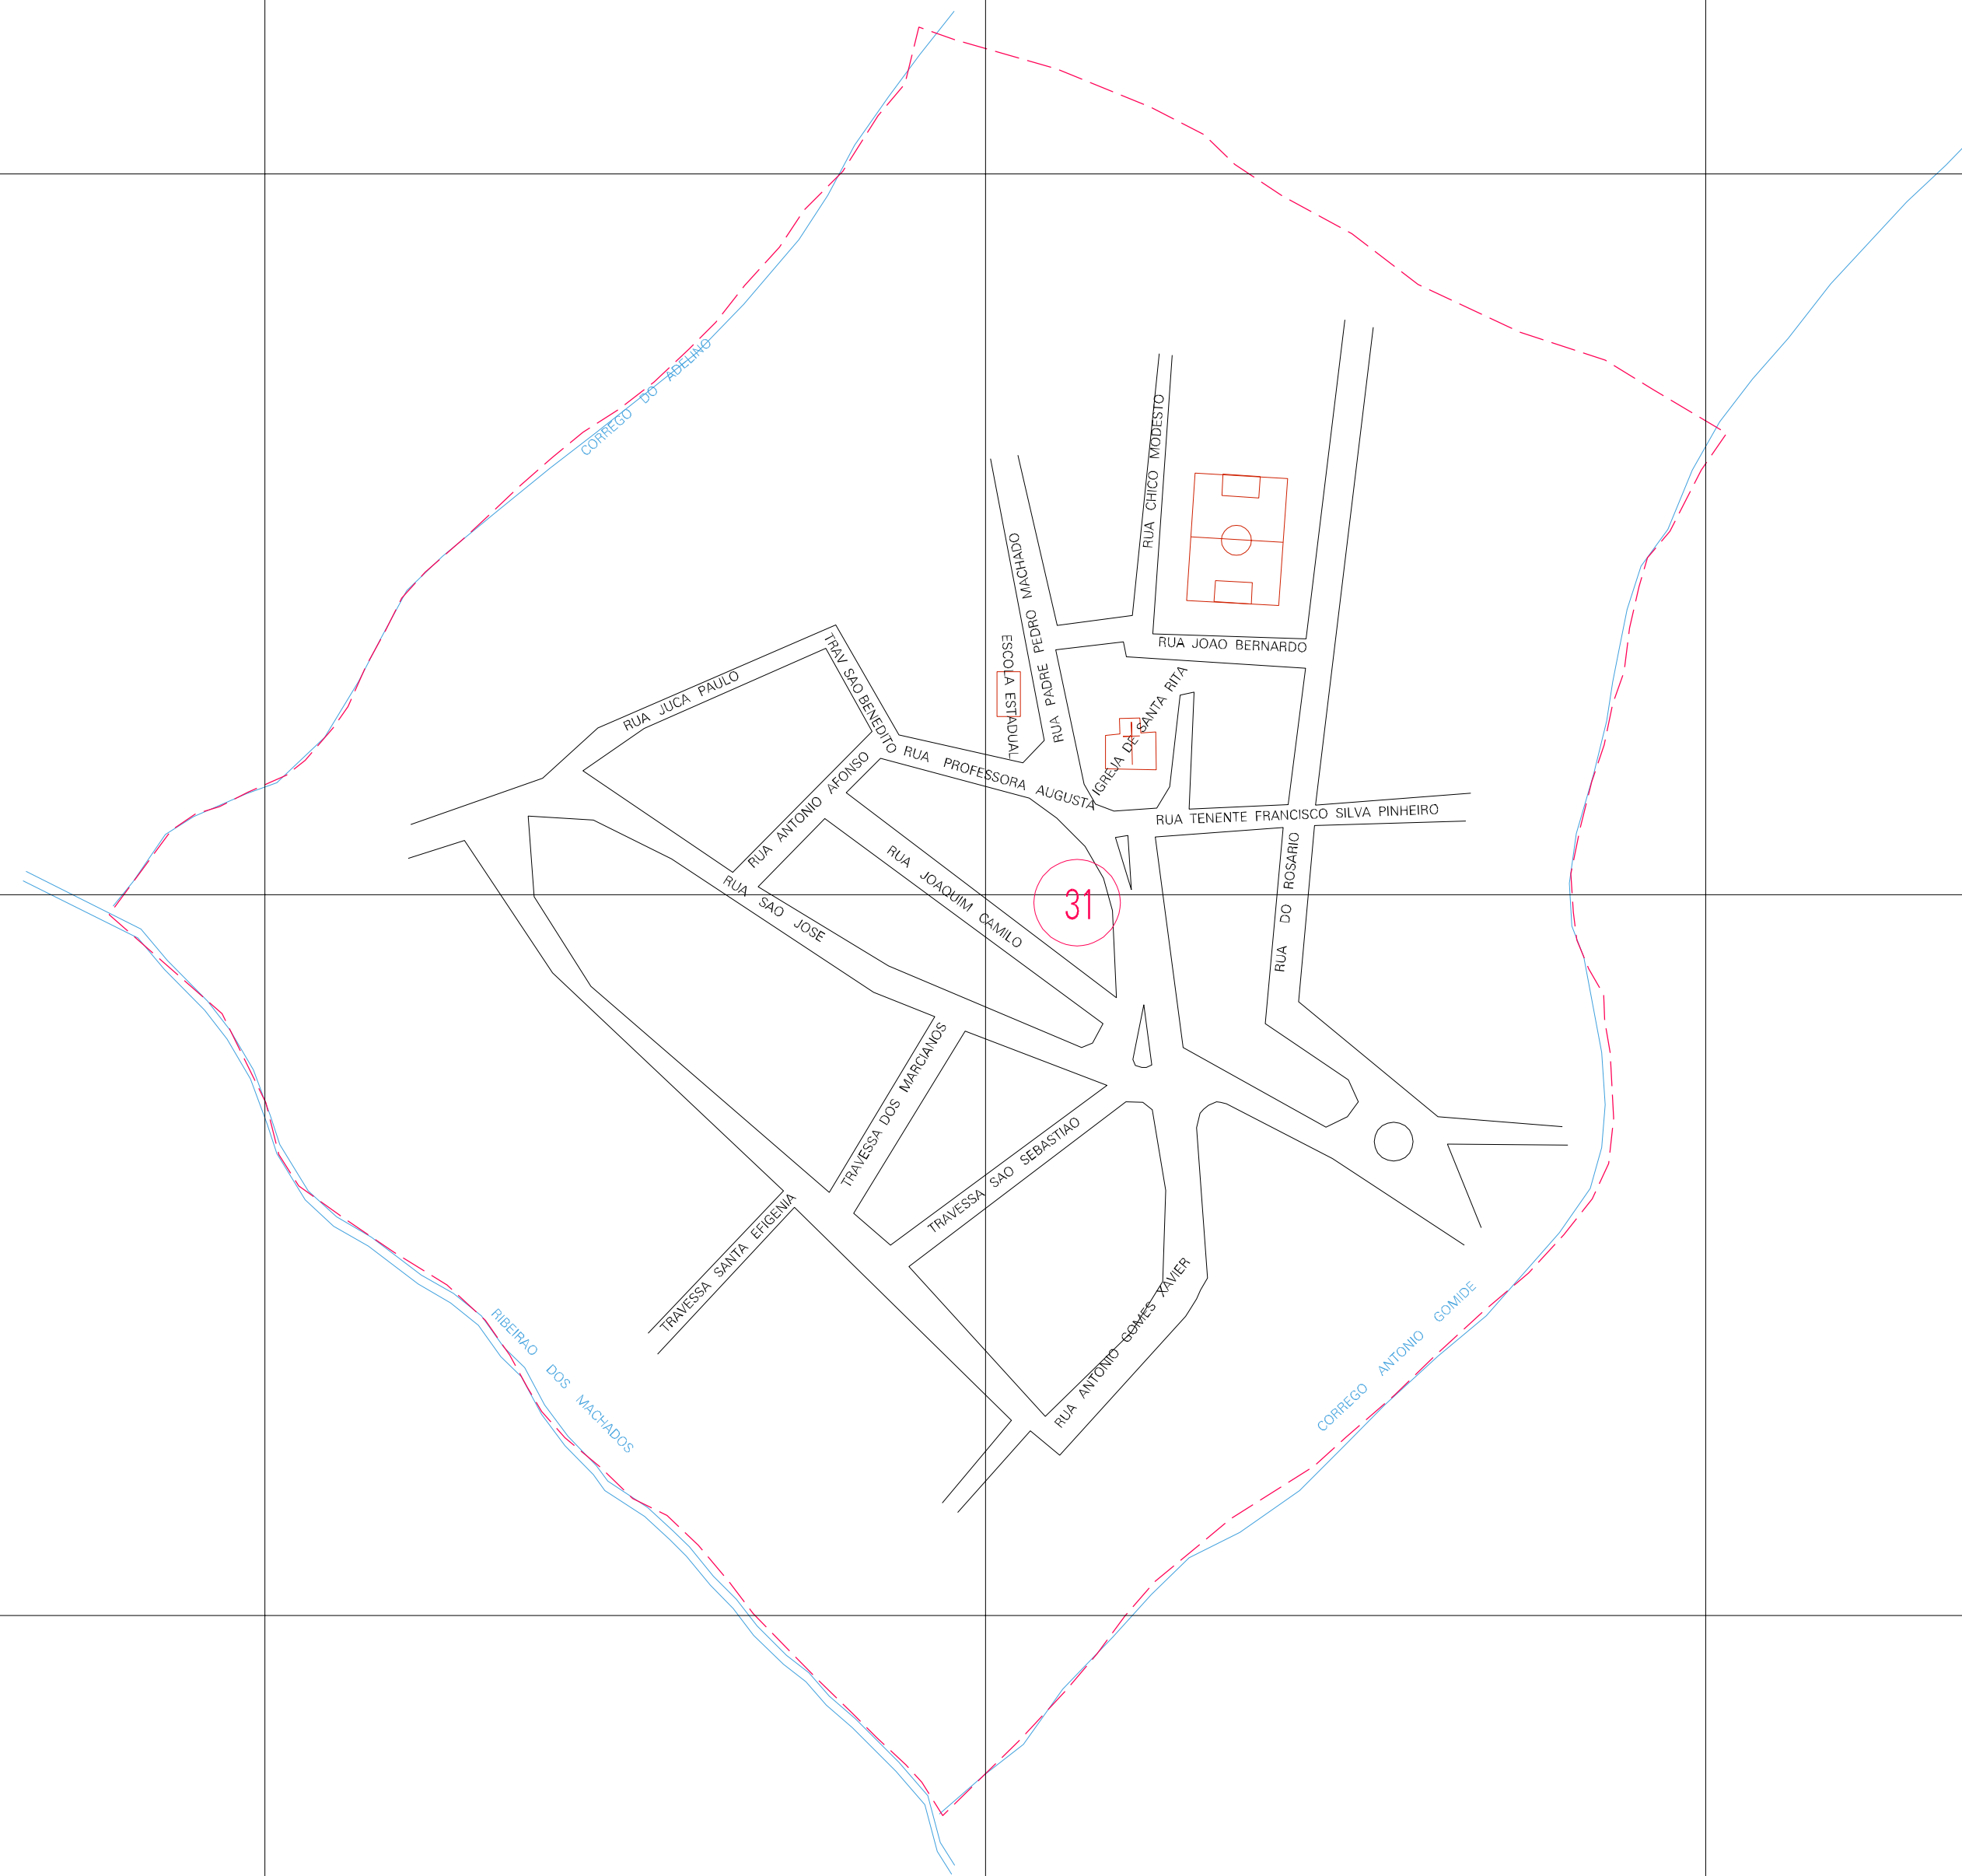 CORREGO DO ADELINO
RUA CHICO MODESTO
RUA PADRE PEDRO MACHADO
ESCOLA ESTADUAL
RUA JOAO BERNARDO
IGREJA DE SANTA RITA
TRAV SAO BENEDITO
RUA JUCA PAULO
RUA PROFESSORA AUGUSTA
RUA ANTONIO AFONSO
RUA TENENTE FRANCISCO SILVA PINHEIRO
RUA JOAQUIM CAMILO
RUA DO ROSARIO
RUA SAO JOSE
31
TRAVESSA DOS MARCIANOS
TRAVESSA SAO SEBASTIAO
TRAVESSA SANTA EFIGENIA
RUA ANTONIO GOMES XAVIER
RIBEIRAO DOS MACHADOS
CORREGO ANTONIO GOMIDE